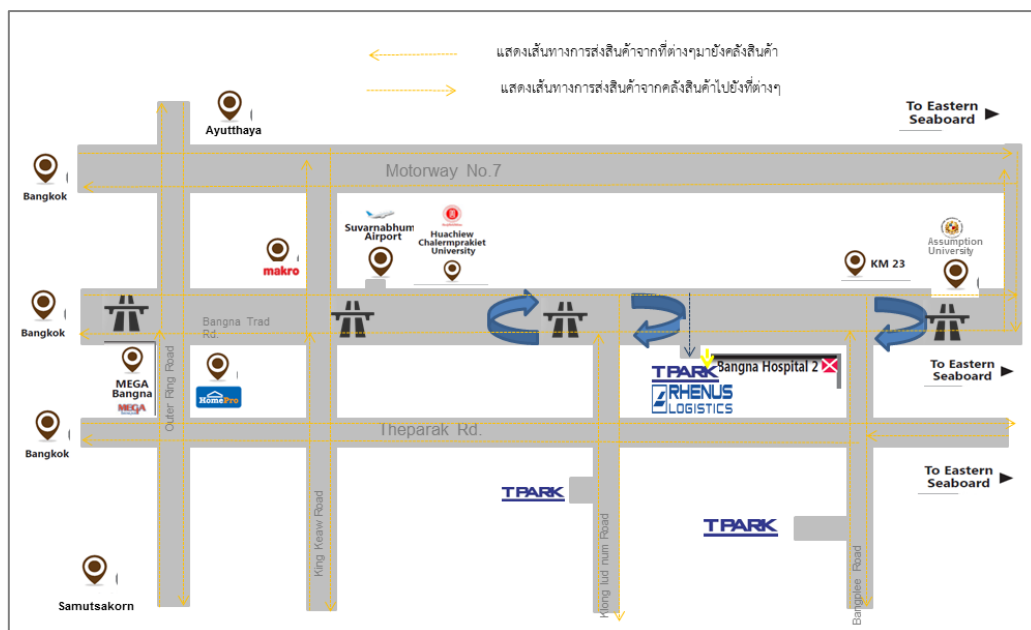 แสดงเส้นทางการส่งสินค้าจากที่ต่างๆมายังคลังสินค้า
แสดงเส้นทางการส่งสินค้าจากคลังสินค้าไปยังที่ต่างๆ
Ayutthaya
To Eastern
Seaboard
Motorway No.7
Bangkok
Suvarnabhum
Airport
Huachiew
Chalermprakiet
University
Assumption
University
makro
KM 23
Bangkok
Bangna Trad
Rd.
MEGA
Bangna
MEGA
HomePro
Outer Ring Road
TPARK
Bangna Hospital 2
RHENUS
LOGISTICS
To Eastern
Seaboard
Theparak Rd.
Bangkok
To Eastern
Seaboard
TPARK
TPARK
King Keaw Road
Klong lud num Road
Bangplee Road
Samutsakorn